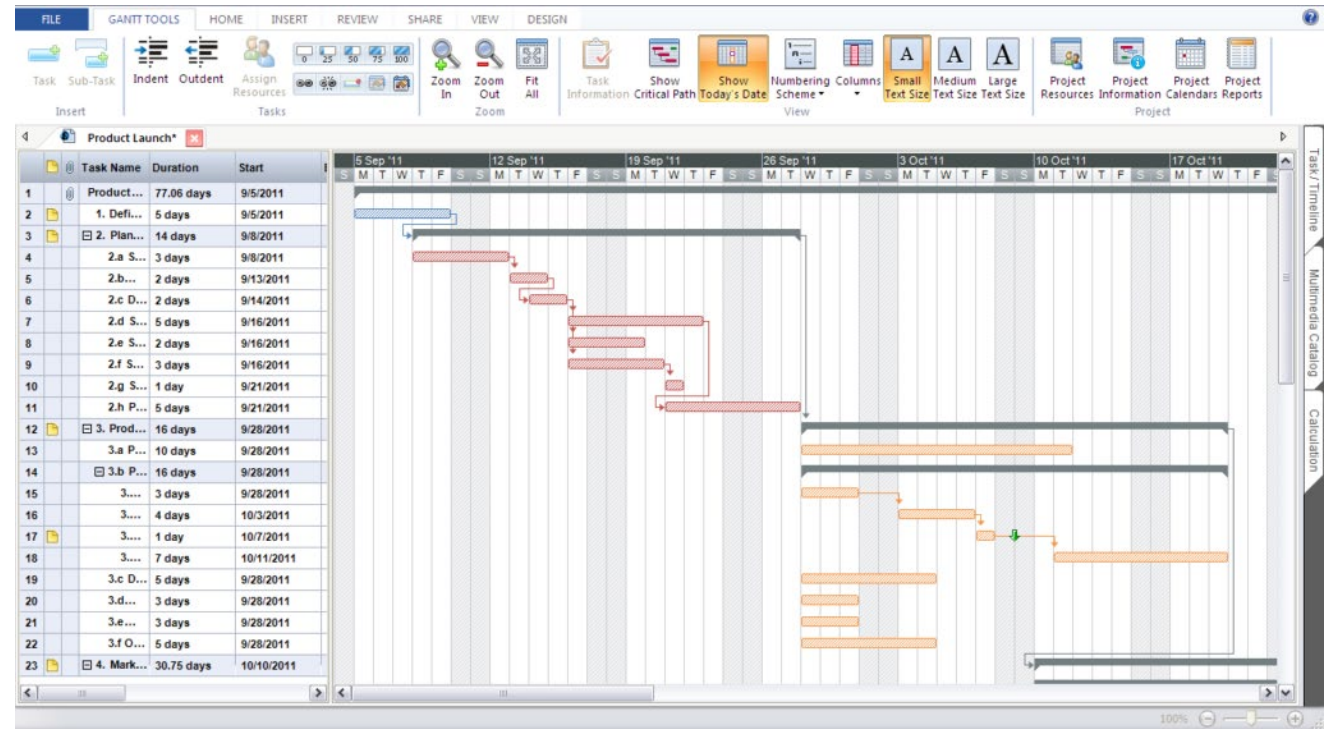 FILE GANTT TOOLS HOME INSERT REVIEW SHARE VIEW DESIGN
0 25 50 75 100
Task Sub-Task Indent Outdent Assign Resources Zoom In Zoom Out Fit All Task Information Show Critical Path Show Today's Date Numbering Scheme Columns Small Text Size Medium Text Size Large Text Size Project Resources Project Information Project Calendars Project Reports
Insert Tasks Zoom View Project
Product Launch*
Task Name Duration Start
5 Sep '11 12 Sep '11 19 Sep '11 26 Sep '11 3 Oct '11 10 Oct '11 17 Oct '11
S M T W T F S S M T W T F S S M T W T F S S M T W T F S S M T W T F S S M T W T F S S M T W T F S
1 Product... 77.06 days 9/5/2011
2 1. Defi... 5 days 9/5/2011
3 2. Plan... 14 days 9/8/2011
4 2.a S... 3 days 9/8/2011
5 2.b... 2 days 9/13/2011
6 2.c D... 2 days 9/14/2011
7 2.d S... 5 days 9/16/2011
8 2.e S... 2 days 9/16/2011
9 2.f S... 3 days 9/16/2011
10 2.g S... 1 day 9/21/2011
11 2.h P... 5 days 9/21/2011
12 3. Prod... 16 days 9/28/2011
13 3.a P... 10 days 9/28/2011
14 3.b P... 16 days 9/28/2011
15 3.... 3 days 9/28/2011
16 3.... 4 days 10/3/2011
17 3.... 1 day 10/7/2011
18 3.... 7 days 10/11/2011
19 3.c D... 5 days 9/28/2011
20 3.d... 3 days 9/28/2011
21 3.e... 3 days 9/28/2011
22 3.f O... 5 days 9/28/2011
23 4. Mark... 30.75 days 10/10/2011
Task / Timeline
Multimedia Catalog
Calculation
100%